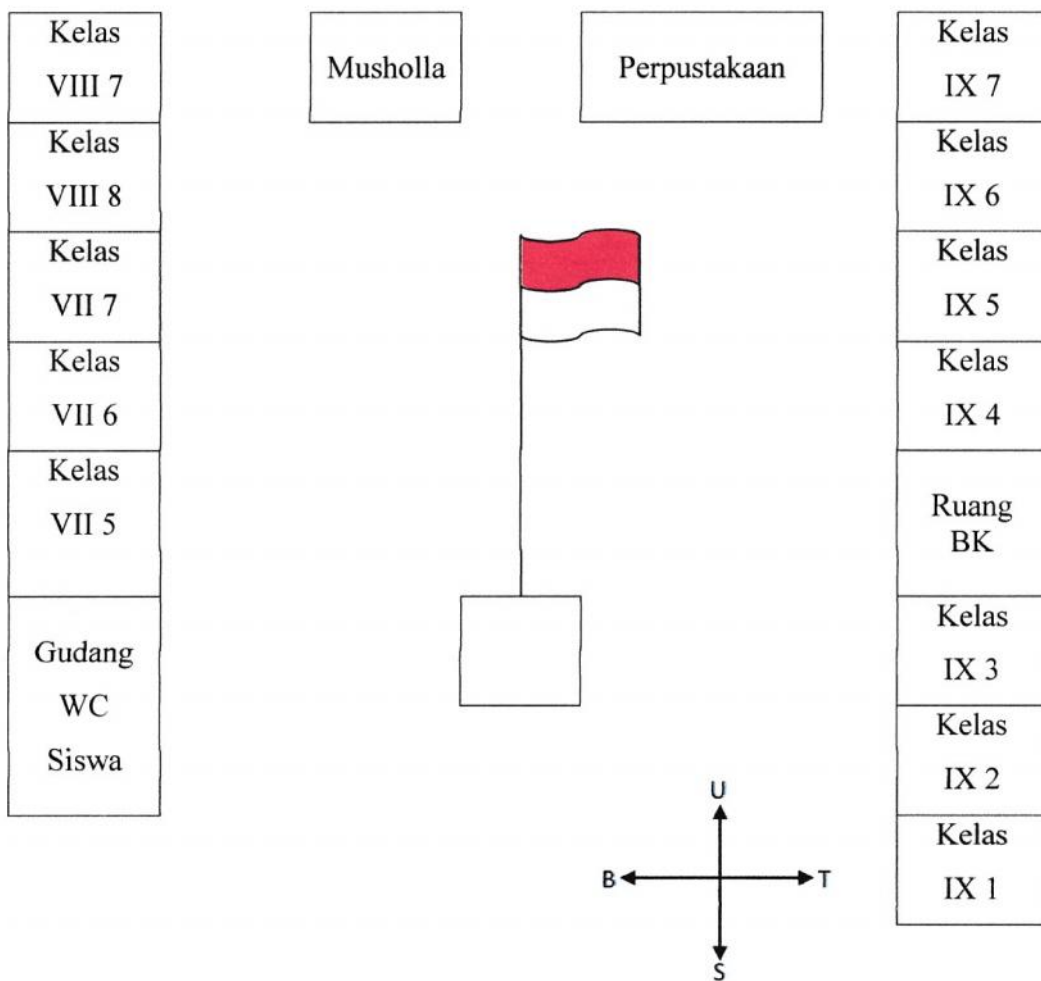 Kelas
VIII 7
Kelas
VIII 8
Kelas
VII 7
Kelas
VII 6
Kelas
VII 5
Gudang
WC
Siswa
Musholla
Perpustakaan
Kelas
IX 7
Kelas
IX 6
Kelas
IX 5
Kelas
IX 4
Ruang
BK
Kelas
IX 3
Kelas
IX 2
Kelas
IX 1
U
B
T
S